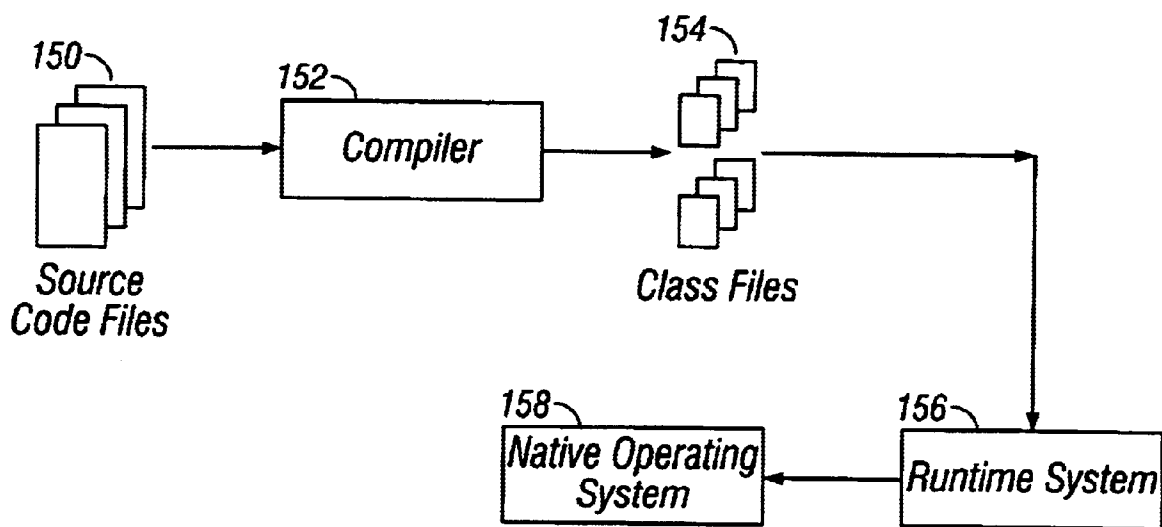 150
152
154
Compiler
Source
Code Files
Class Files
158
156
Native Operating
System
Runtime System